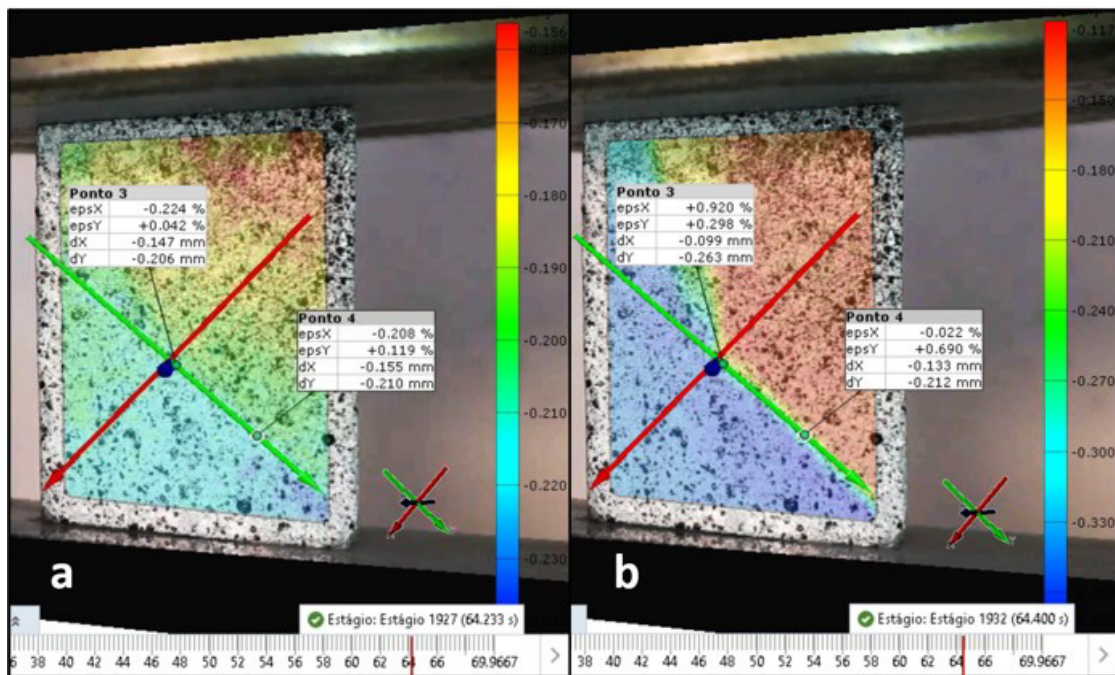 -0.156
-0.170
-0.180
-0.190
-0.200
-0.210
-0.220
-0.230
Ponto 3
epsX -0.224 %
epsY +0.042 %
dX -0.147 mm
dY -0.206 mm
Ponto 4
epsX -0.208 %
epsY +0.119 %
dX -0.155 mm
dY -0.210 mm
a
Estágio: Estágio 1927 (64.233 s)
38 40 42 44 46 48 50 52 54 56 58 60 62 64 66 69.9667
-0.117
-0.150
-0.180
-0.210
-0.240
-0.270
-0.300
-0.330
Ponto 3
epsX +0.920 %
epsY +0.298 %
dX -0.099 mm
dY -0.263 mm
Ponto 4
epsX -0.022 %
epsY +0.690 %
dX -0.133 mm
dY -0.212 mm
b
Estágio: Estágio 1932 (64.400 s)
38 40 42 44 46 48 50 52 54 56 58 60 62 64 66 69.9667